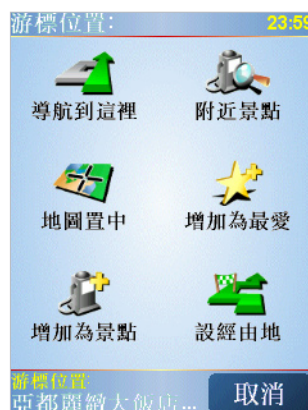 游標位置: 23:59
導航到這裡 附近景點
地圖置中 增加為最愛
增加為景點 設經由地
游標位置:
亞都麗緻大飯店... 取消